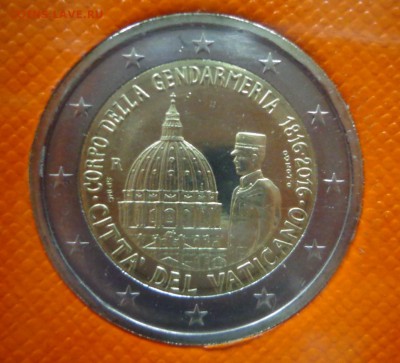 CORPO DELLA GENDARMERIA 1816·2016
CITTA' DEL VATICANO
R